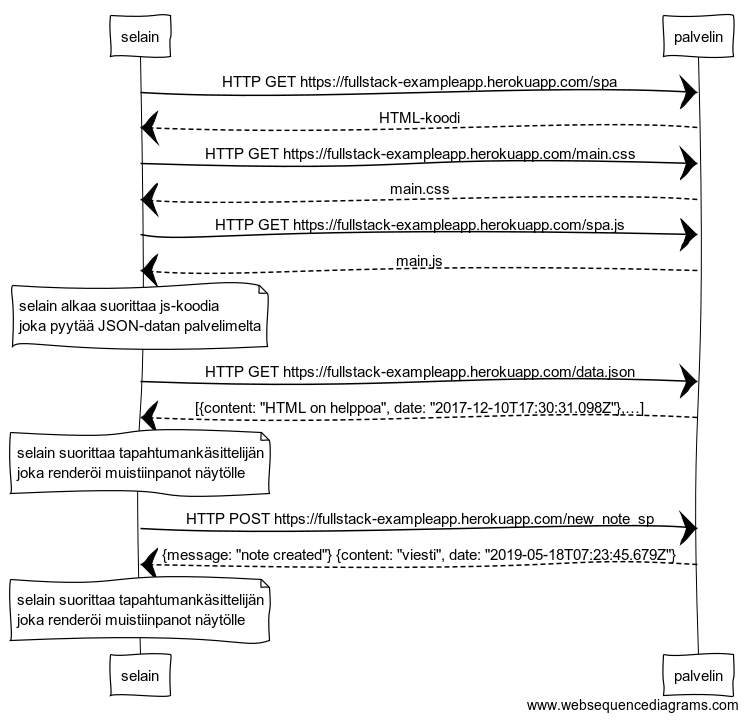 selain palvelin
HTTP GET https://fullstack-exampleapp.herokuapp.com/spa
HTML-koodi
HTTP GET https://fullstack-exampleapp.herokuapp.com/main.css
main.css
HTTP GET https://fullstack-exampleapp.herokuapp.com/spa.js
main.js
selain alkaa suorittaa js-koodia
joka pyytää JSON-datan palvelimelta
HTTP GET https://fullstack-exampleapp.herokuapp.com/data.json
[{content: "HTML on helppoa", date: "2017-12-10T17:30:31.098Z"},....]
selain suorittaa tapahtumankäsittelijän
joka renderöi muistiinpanot näytölle
HTTP POST https://fullstack-exampleapp.herokuapp.com/new_note_sp
{message: "note created"} {content: "viesti", date: "2019-05-18T07:23:45.679Z"}
selain suorittaa tapahtumankäsittelijän
joka renderöi muistiinpanot näytölle
selain palvelin
www.websequencediagrams.com